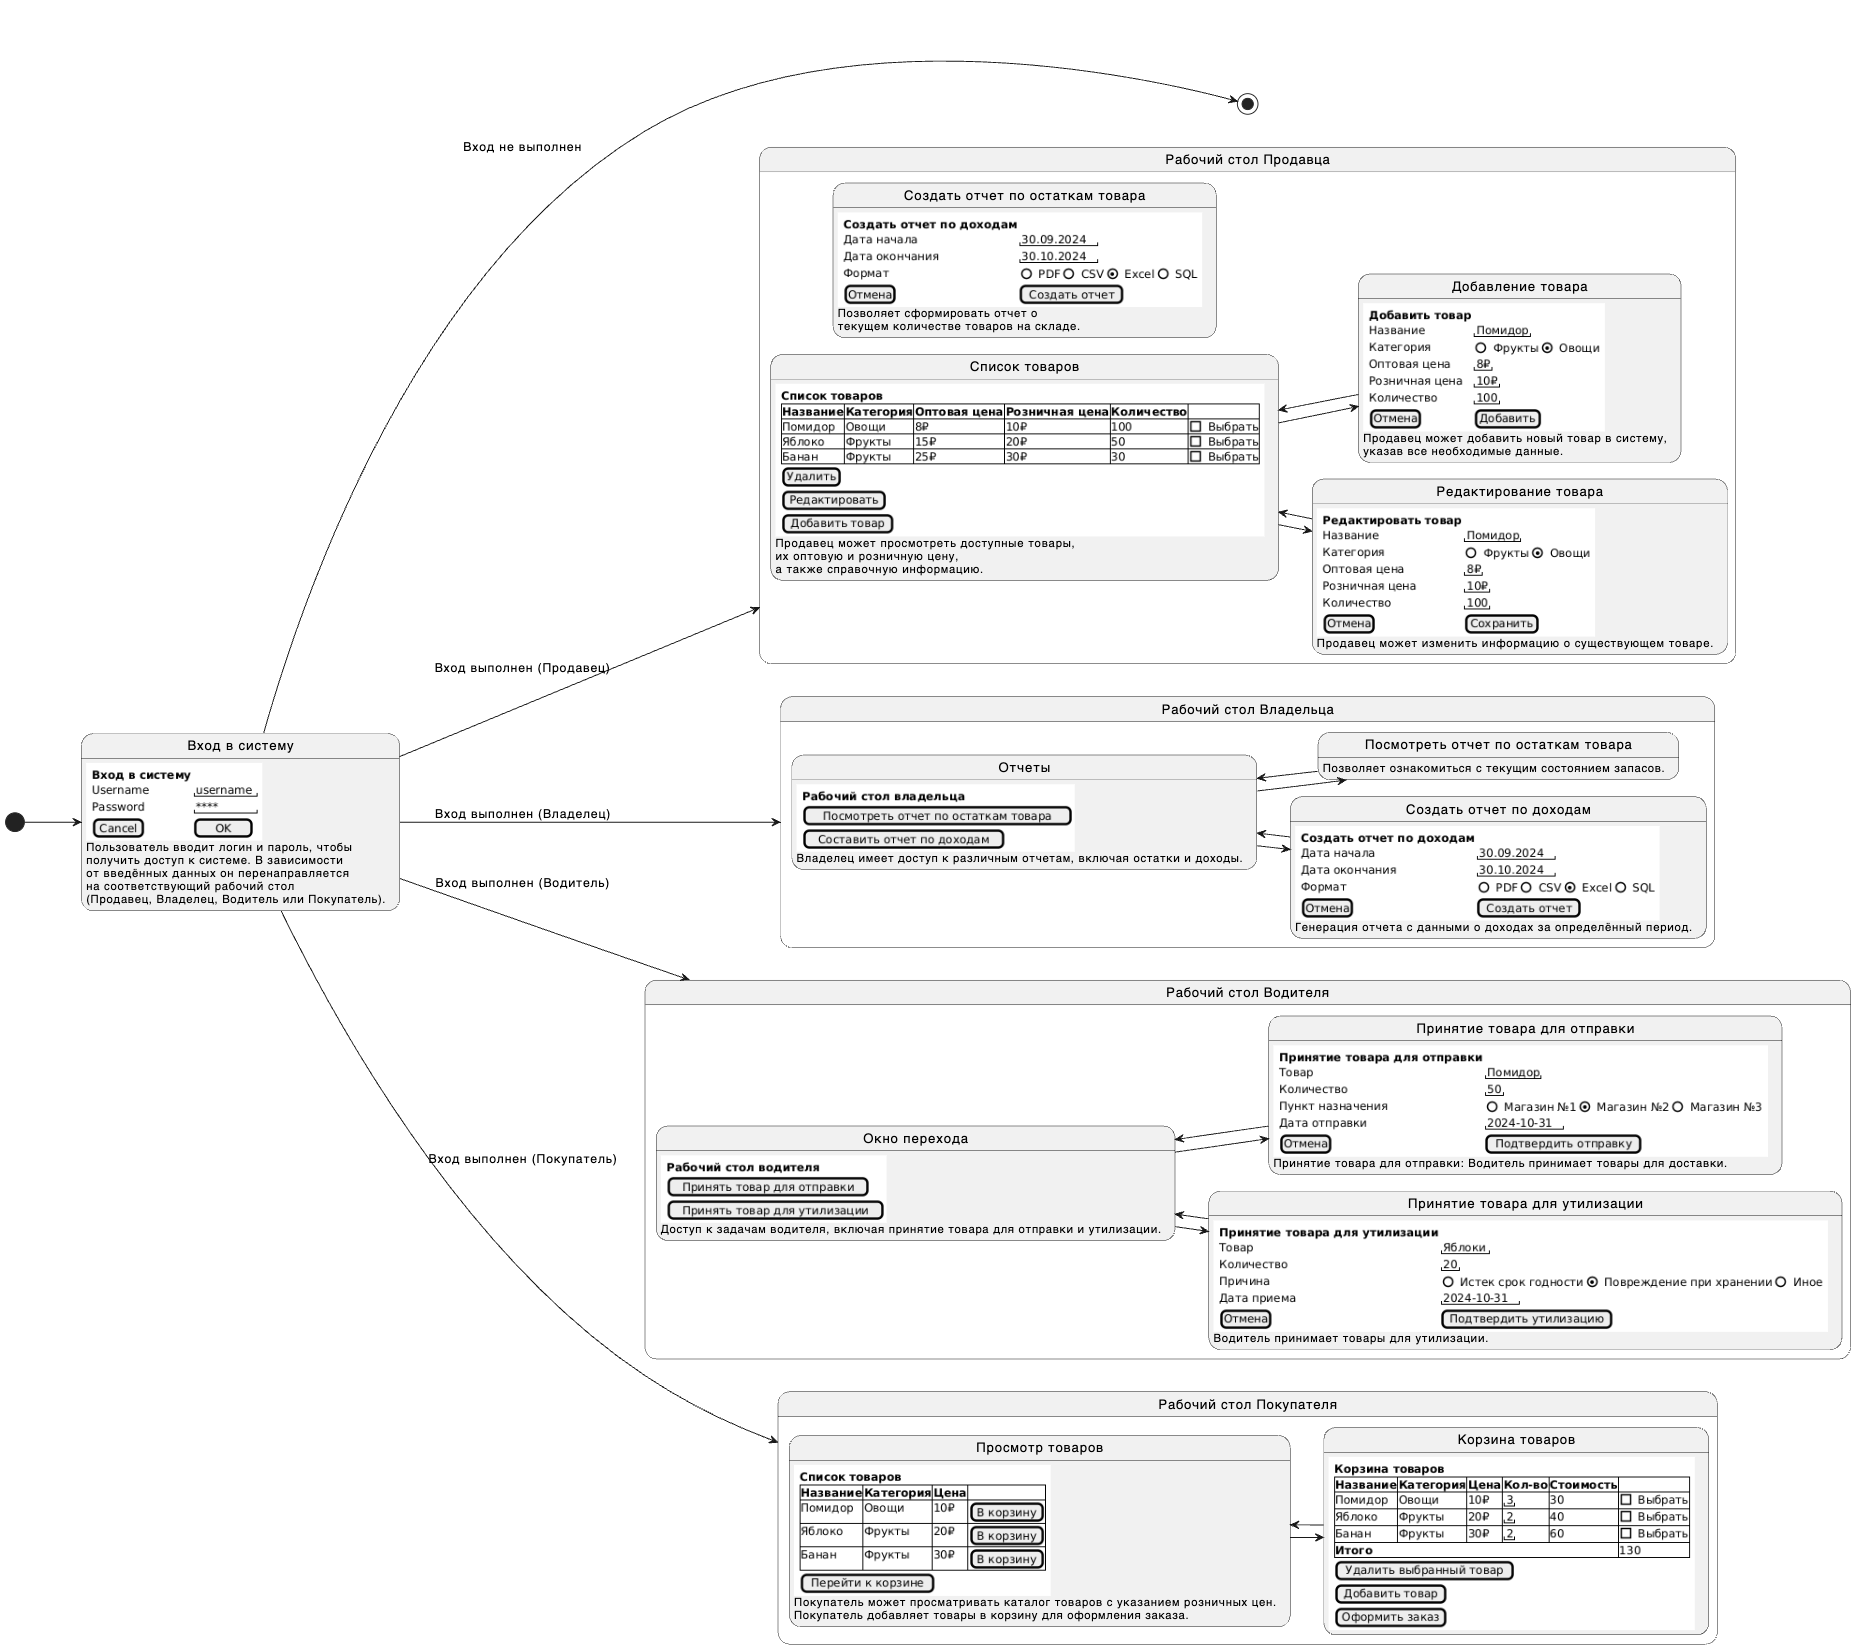 Вход не выполнен
Рабочий стол Продавца
Создать отчет по остаткам товара
Создать отчет по доходам
Дата начала 30.09.2024
Дата окончания 30.10.2024
Формат PDF CSV Excel SQL
Отмена Создать отчет
Позволяет сформировать отчет о
текущем количестве товаров на складе.
Список товаров
Список товаров
Название Категория Оптовая цена Розничная цена Количество
Помидор Овощи 8₽ 10₽ 100 Выбрать
Яблоко Фрукты 15₽ 20₽ 50 Выбрать
Банан Фрукты 25₽ 30₽ 30 Выбрать
Удалить
Редактировать
Добавить товар
Продавец может просмотреть доступные товары,
их оптовую и розничную цену,
а также справочную информацию.
Добавление товара
Добавить товар
Название Помидор
Категория Фрукты Овощи
Оптовая цена 8₽
Розничная цена 10₽
Количество 100
Отмена Добавить
Продавец может добавить новый товар в систему,
указав все необходимые данные.
Редактирование товара
Редактировать товар
Название Помидор
Категория Фрукты Овощи
Оптовая цена 8₽
Розничная цена 10₽
Количество 100
Отмена Сохранить
Продавец может изменить информацию о существующем товаре.
Вход выполнен (Продавец)
Вход в систему
Вход в систему
Username username
Password ****
Cancel OK
Пользователь вводит логин и пароль, чтобы
получить доступ к системе. В зависимости
от введённых данных он перенаправляется
на соответствующий рабочий стол
(Продавец, Владелец, Водитель или Покупатель).
Вход выполнен (Владелец)
Вход выполнен (Водитель)
Вход выполнен (Покупатель)
Рабочий стол Владельца
Отчеты
Рабочий стол владельца
Посмотреть отчет по остаткам товара
Составить отчет по доходам
Владелец имеет доступ к различным отчетам, включая остатки и доходы.
Посмотреть отчет по остаткам товара
Позволяет ознакомиться с текущим состоянием запасов.
Создать отчет по доходам
Создать отчет по доходам
Дата начала 30.09.2024
Дата окончания 30.10.2024
Формат PDF CSV Excel SQL
Отмена Создать отчет
Генерация отчета с данными о доходах за определённый период.
Рабочий стол Водителя
Окно перехода
Рабочий стол водителя
Принять товар для отправки
Принять товар для утилизации
Доступ к задачам водителя, включая принятие товара для отправки и утилизации.
Принятие товара для отправки
Принятие товара для отправки
Товар Помидор
Количество 50
Пункт назначения Магазин №1 Магазин №2 Магазин №3
Дата отправки 2024-10-31
Отмена Подтвердить отправку
Принятие товара для отправки: Водитель принимает товары для доставки.
Принятие товара для утилизации
Принятие товара для утилизации
Товар Яблоки
Количество 20
Причина Истек срок годности Повреждение при хранении Иное
Дата приема 2024-10-31
Отмена Подтвердить утилизацию
Водитель принимает товары для утилизации.
Рабочий стол Покупателя
Просмотр товаров
Список товаров
Название Категория Цена
Помидор Овощи 10₽ В корзину
Яблоко Фрукты 20₽ В корзину
Банан Фрукты 30₽ В корзину
Перейти к корзине
Покупатель может просматривать каталог товаров с указанием розничных цен.
Покупатель добавляет товары в корзину для оформления заказа.
Корзина товаров
Корзина товаров
Название Категория Цена Кол-во Стоимость
Помидор Овощи 10₽ 3 30 Выбрать
Яблоко Фрукты 20₽ 2 40 Выбрать
Банан Фрукты 30₽ 2 60 Выбрать
Итого 130
Удалить выбранный товар
Добавить товар
Оформить заказ